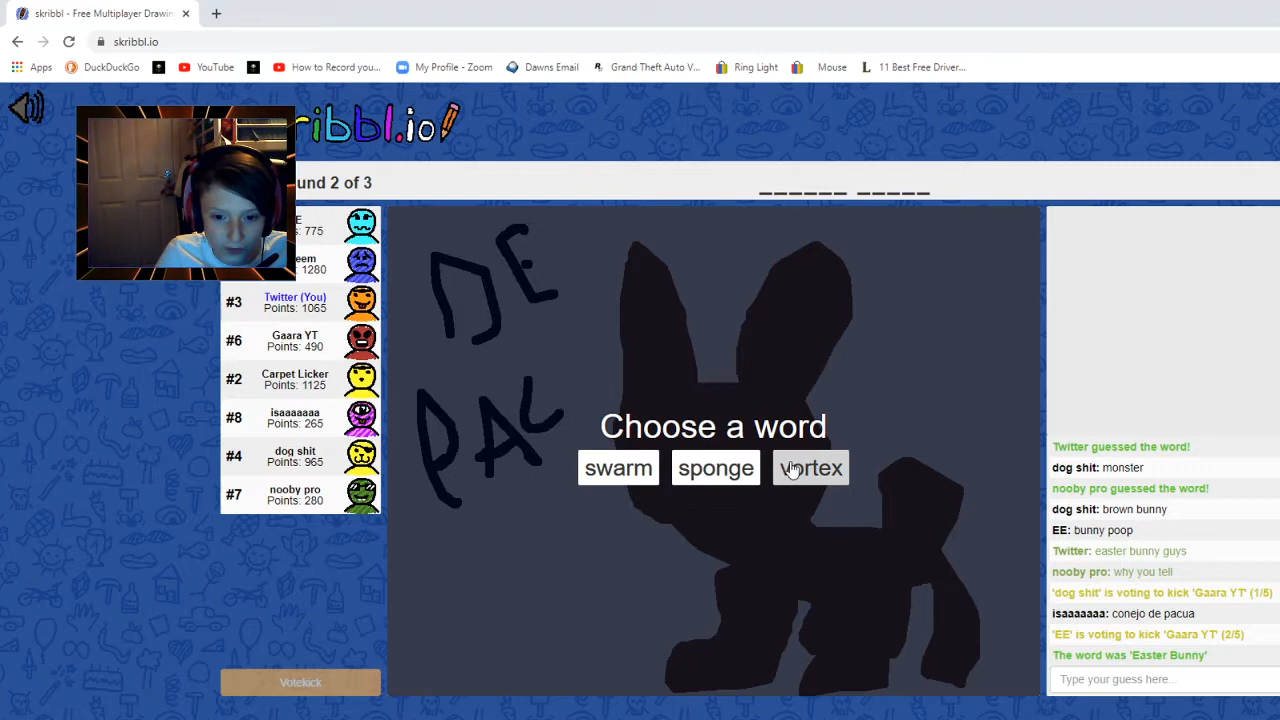 skribbl - Free Multiplayer Drawin
skribbl.io
Apps DuckDuckGo YouTube How to Record you... My Profile - Zoom Dawns Email Grand Theft Auto V... Ring Light Mouse 11 Best Free Driver...
ribbl.io
und 2 of 3
______ _____
E
s: 775
eem
1280
#3 Twitter (You)
Points: 1065
#6 Gaara YT
Points: 490
#2 Carpet Licker
Points: 1125
#8 isaaaaaaa
Points: 265
#4 dog shit
Points: 965
#7 nooby pro
Points: 280
Votekick
DE
PAC
Choose a word
swarm sponge vortex
Twitter guessed the word!
dog shit: monster
nooby pro guessed the word!
dog shit: brown bunny
EE: bunny poop
Twitter: easter bunny guys
nooby pro: why you tell
'dog shit' is voting to kick 'Gaara YT' (1/5)
isaaaaaaa: conejo de pacua
'EE' is voting to kick 'Gaara YT' (2/5)
The word was 'Easter Bunny'
Type your guess here...